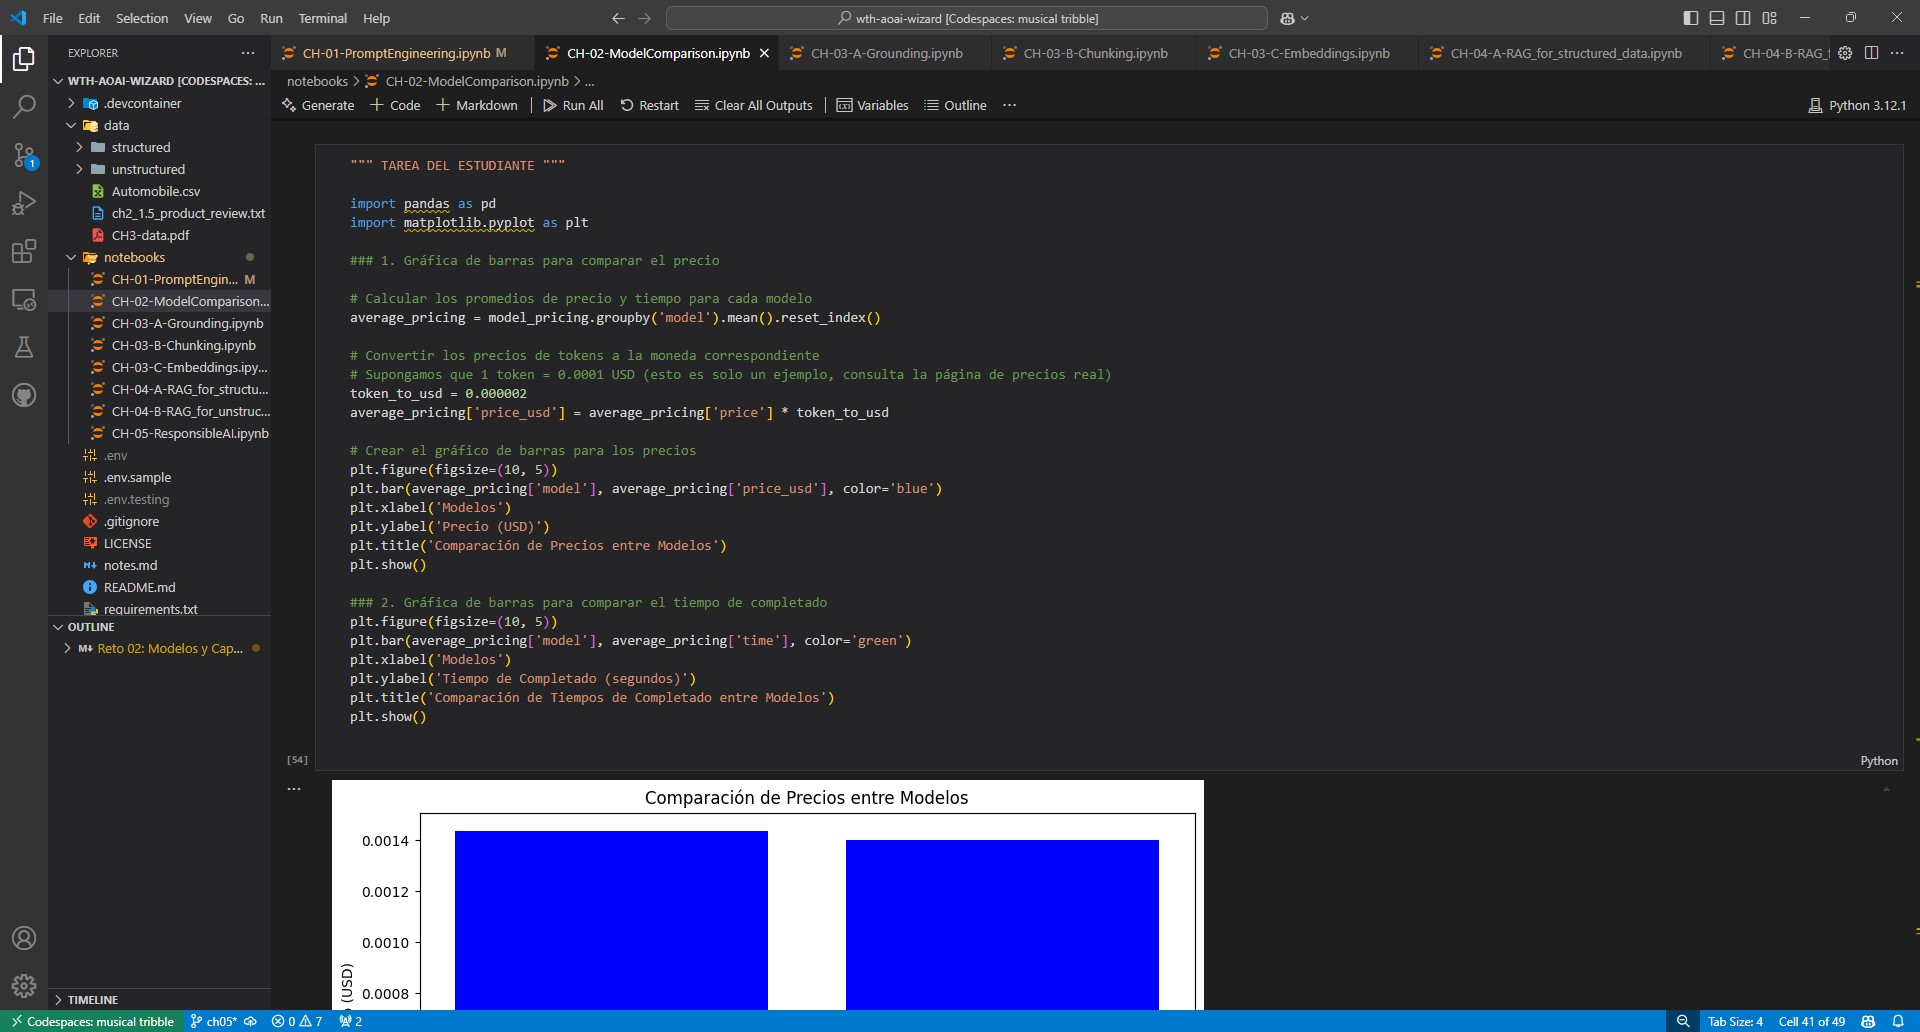 File Edit Selection View Go Run Terminal Help
wth-aoai-wizard [Codespaces: musical tribble]
EXPLORER
WTH-AOAI-WIZARD [CODESPACES: ...
.devcontainer
data
structured
unstructured
Automobile.csv
ch2_1.5_product_review.txt
CH3-data.pdf
notebooks
CH-01-PromptEngin... M
CH-02-ModelComparison...
CH-03-A-Grounding.ipynb
CH-03-B-Chunking.ipynb
CH-03-C-Embeddings.ipy...
CH-04-A-RAG_for_structu...
CH-04-B-RAG_for_unstruc...
CH-05-ResponsibleAI.ipynb
.env
.env.sample
.env.testing
.gitignore
LICENSE
notes.md
README.md
requirements.txt
OUTLINE
Reto 02: Modelos y Cap...
TIMELINE
CH-01-PromptEngineering.ipynb M
CH-02-ModelComparison.ipynb
CH-03-A-Grounding.ipynb
CH-03-B-Chunking.ipynb
CH-03-C-Embeddings.ipynb
CH-04-A-RAG_for_structured_data.ipynb
CH-04-B-RAG_f
notebooks > CH-02-ModelComparison.ipynb > ...
Generate + Code + Markdown | Run All Restart Clear All Outputs | Variables Outline ...
Python 3.12.1
""" TAREA DEL ESTUDIANTE """
import pandas as pd
import matplotlib.pyplot as plt
### 1. Gráfica de barras para comparar el precio
# Calcular los promedios de precio y tiempo para cada modelo
average_pricing = model_pricing.groupby('model').mean().reset_index()
# Convertir los precios de tokens a la moneda correspondiente
# Supongamos que 1 token = 0.0001 USD (esto es solo un ejemplo, consulta la página de precios real)
token_to_usd = 0.000002
average_pricing['price_usd'] = average_pricing['price'] * token_to_usd
# Crear el gráfico de barras para los precios
plt.figure(figsize=(10, 5))
plt.bar(average_pricing['model'], average_pricing['price_usd'], color='blue')
plt.xlabel('Modelos')
plt.ylabel('Precio (USD)')
plt.title('Comparación de Precios entre Modelos')
plt.show()
### 2. Gráfica de barras para comparar el tiempo de completado
plt.figure(figsize=(10, 5))
plt.bar(average_pricing['model'], average_pricing['time'], color='green')
plt.xlabel('Modelos')
plt.ylabel('Tiempo de Completado (segundos)')
plt.title('Comparación de Tiempos de Completado entre Modelos')
plt.show()
[54]
Python
...
Comparación de Precios entre Modelos
0.0014
0.0012
0.0010
0.0008
(USD)
Codespaces: musical tribble ch05* 0 7 2
Tab Size: 4 Cell 41 of 49